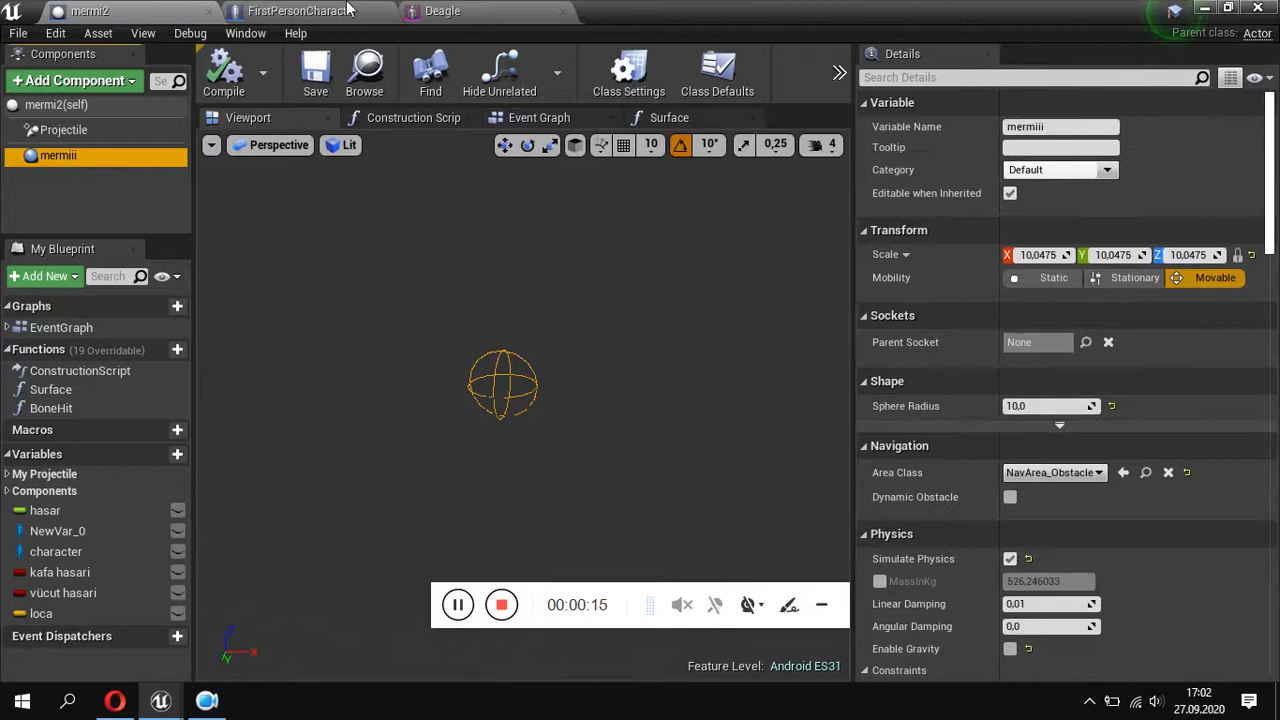 mermi2
FirstPersonCharact
Deagle
File
Edit
Asset
View
Debug
Window
Help
Parent class: Actor
Components
+Add Component
Se
mermi2(self)
Projectile
mermiii
Compile
Save
Browse
Find
Hide Unrelated
Class Settings
Class Defaults
Viewport
Construction Scrip
Event Graph
Surface
Perspective
Lit
10
10°
0,25
4
My Blueprint
+Add New
Search
Graphs
EventGraph
Functions (19 Overridable)
ConstructionScript
Surface
BoneHit
Macros
Variables
My Projectile
Components
hasar
NewVar_0
character
kafa hasari
vücut hasari
loca
Event Dispatchers
00:00:15
Z
X
Y
Feature Level: Android ES31
Details
Search Details
Variable
Variable Name mermiii
Tooltip
Category Default
Editable when Inherited
Transform
Scale X 10,0475 Y 10,0475 Z 10,0475
Mobility Static Stationary Movable
Sockets
Parent Socket None
Shape
Sphere Radius 10,0
Navigation
Area Class NavArea_Obstacle
Dynamic Obstacle
Physics
Simulate Physics
MassInKg 526,246033
Linear Damping 0,01
Angular Damping 0,0
Enable Gravity
Constraints
17:02
27.09.2020